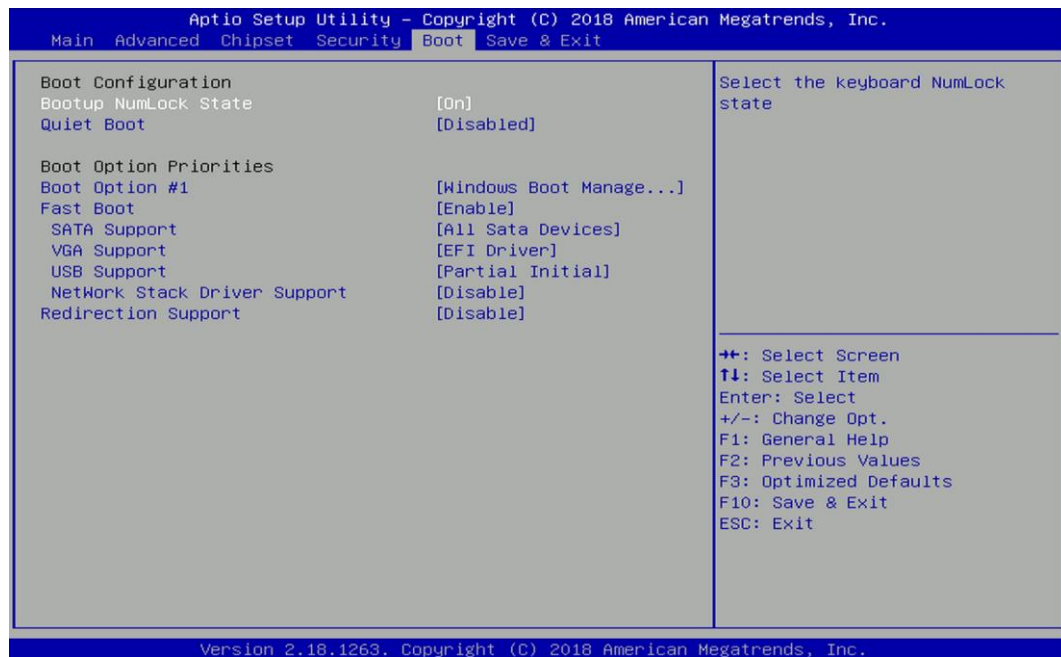 Aptio Setup Utility – Copyright (C) 2018 American Megatrends, Inc.
Main Advanced Chipset Security Boot Save & Exit
Boot Configuration
Bootup NumLock State [On]
Quiet Boot [Disabled]
Boot Option Priorities
Boot Option #1 [Windows Boot Manage...]
Fast Boot [Enable]
SATA Support [All Sata Devices]
VGA Support [EFI Driver]
USB Support [Partial Initial]
NetWork Stack Driver Support [Disable]
Redirection Support [Disable]
Select the keyboard NumLock
state
→←: Select Screen
↑↓: Select Item
Enter: Select
+/-: Change Opt.
F1: General Help
F2: Previous Values
F3: Optimized Defaults
F10: Save & Exit
ESC: Exit
Version 2.18.1263. Copyright (C) 2018 American Megatrends, Inc.